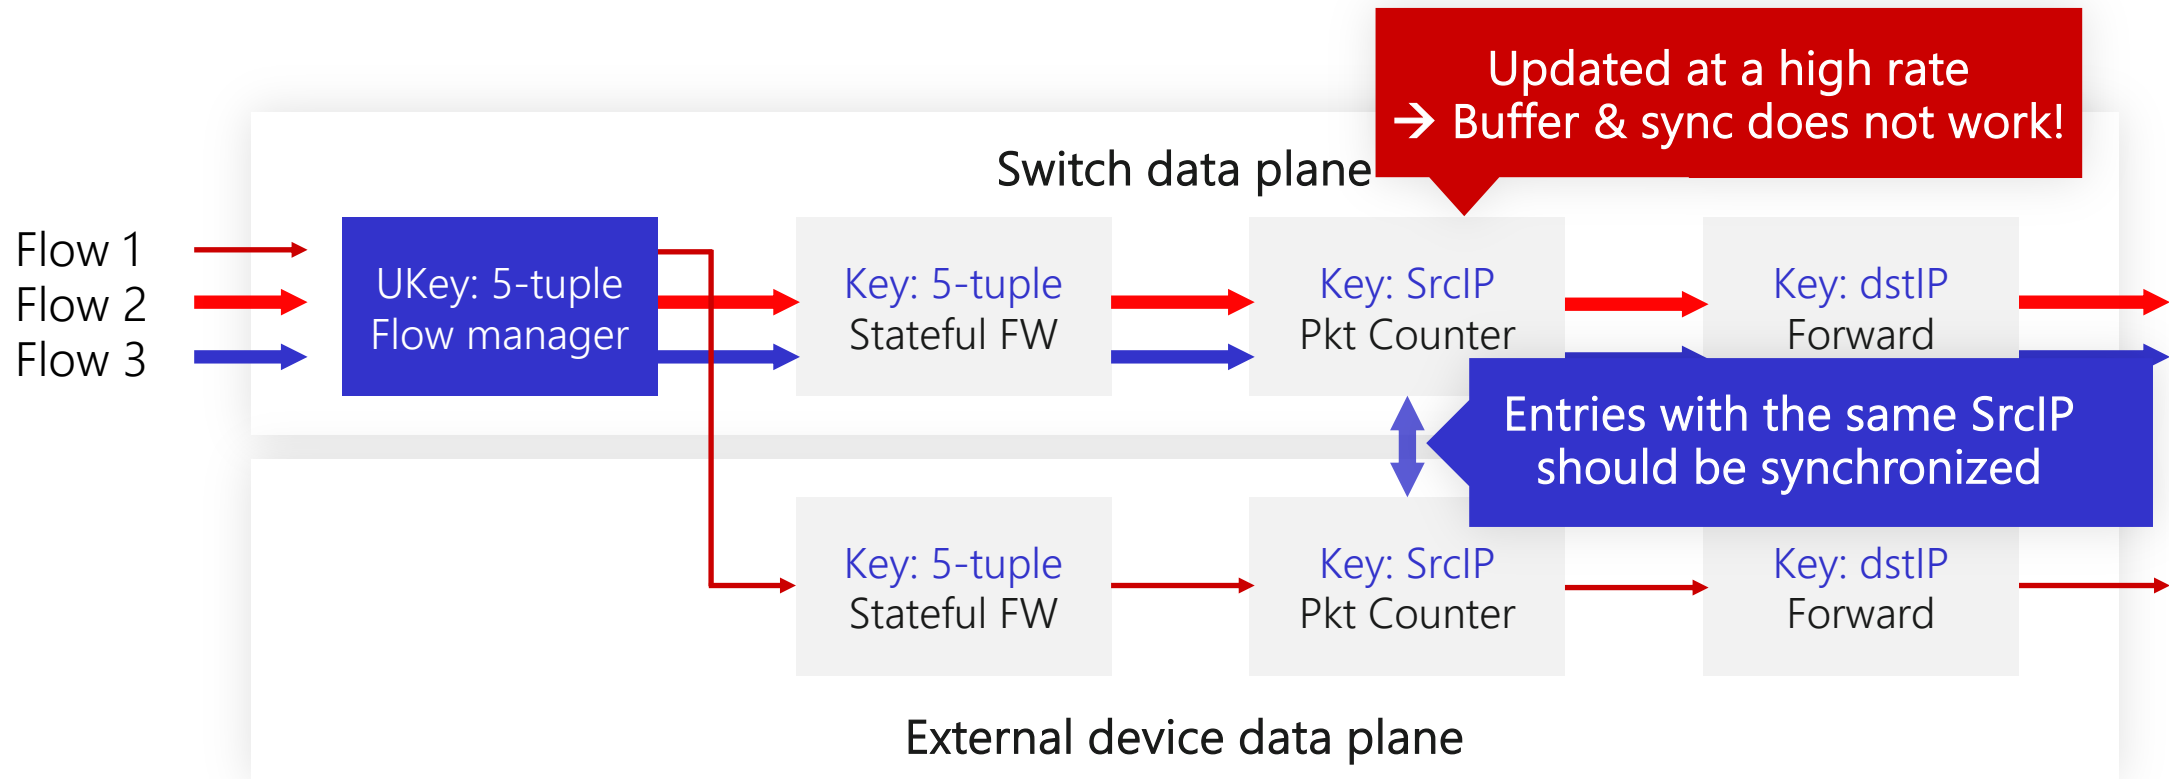 Updated at a high rate
→ Buffer & sync does not work!
Switch data plane
Flow 1
Flow 2
Flow 3
UKey: 5-tuple
Flow manager
Key: 5-tuple
Stateful FW
Key: SrcIP
Pkt Counter
Key: dstIP
Forward
Entries with the same SrcIP
should be synchronized
Key: 5-tuple
Stateful FW
Key: SrcIP
Pkt Counter
Key: dstIP
Forward
External device data plane